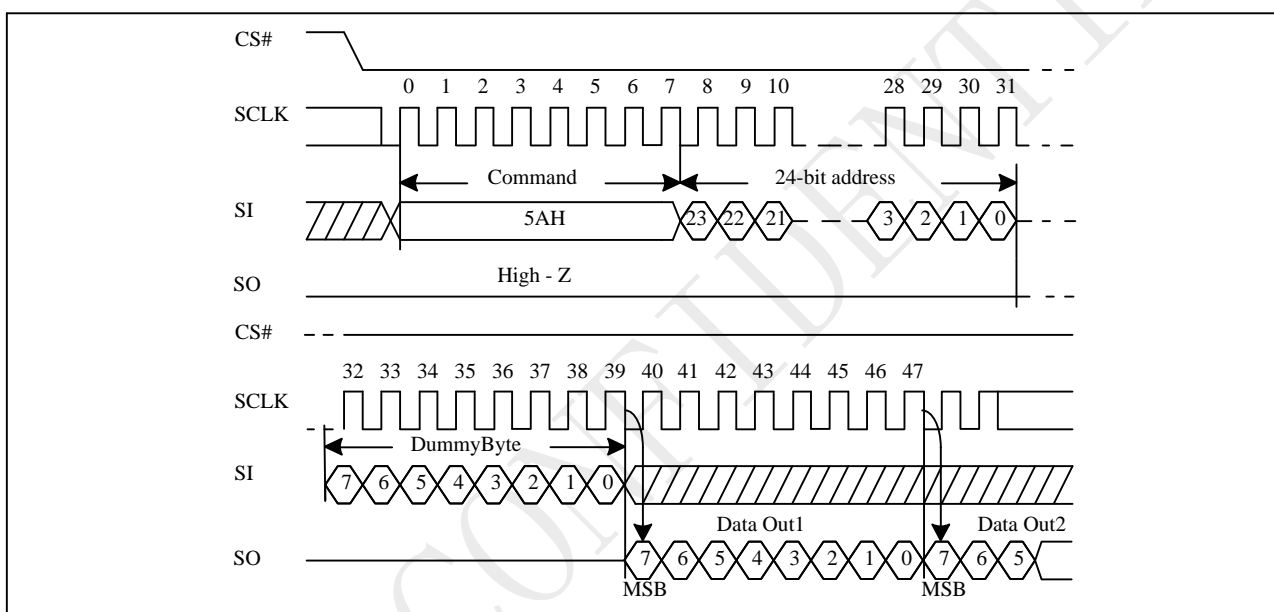 CS#
0 1 2 3 4 5 6 7 8 9 10 28 29 30 31
SCLK
Command 24-bit address
SI 5AH 23 22 21 3 2 1 0
High - Z
SO
CS#
32 33 34 35 36 37 38 39 40 41 42 43 44 45 46 47
SCLK
DummyByte
SI 7 6 5 4 3 2 1 0
Data Out1 Data Out2
SO 7 6 5 4 3 2 1 0 7 6 5
MSB MSB
CONFIDENTI